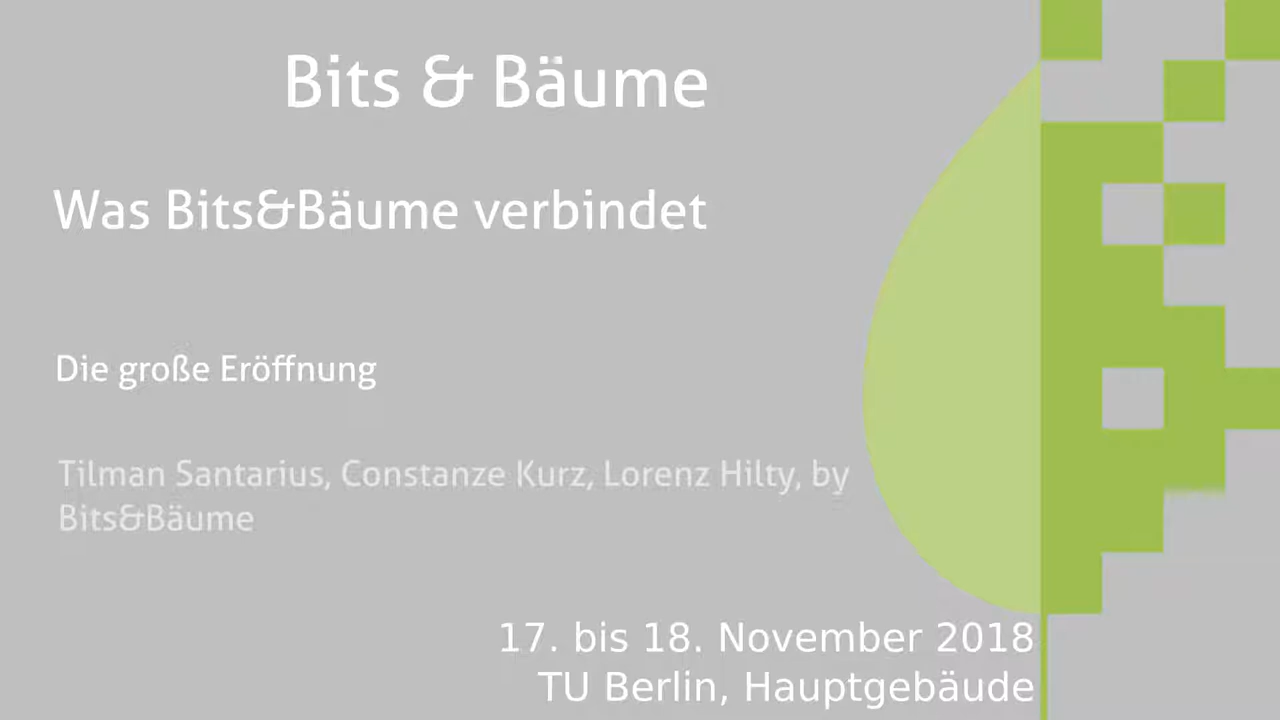 Bits & Bäume
Was Bits&Bäume verbindet
Die große Eröffnung
Tilman Santarius, Constanze Kurz, Lorenz Hilty, by
Bits&Bäume
17. bis 18. November 2018
TU Berlin, Hauptgebäude